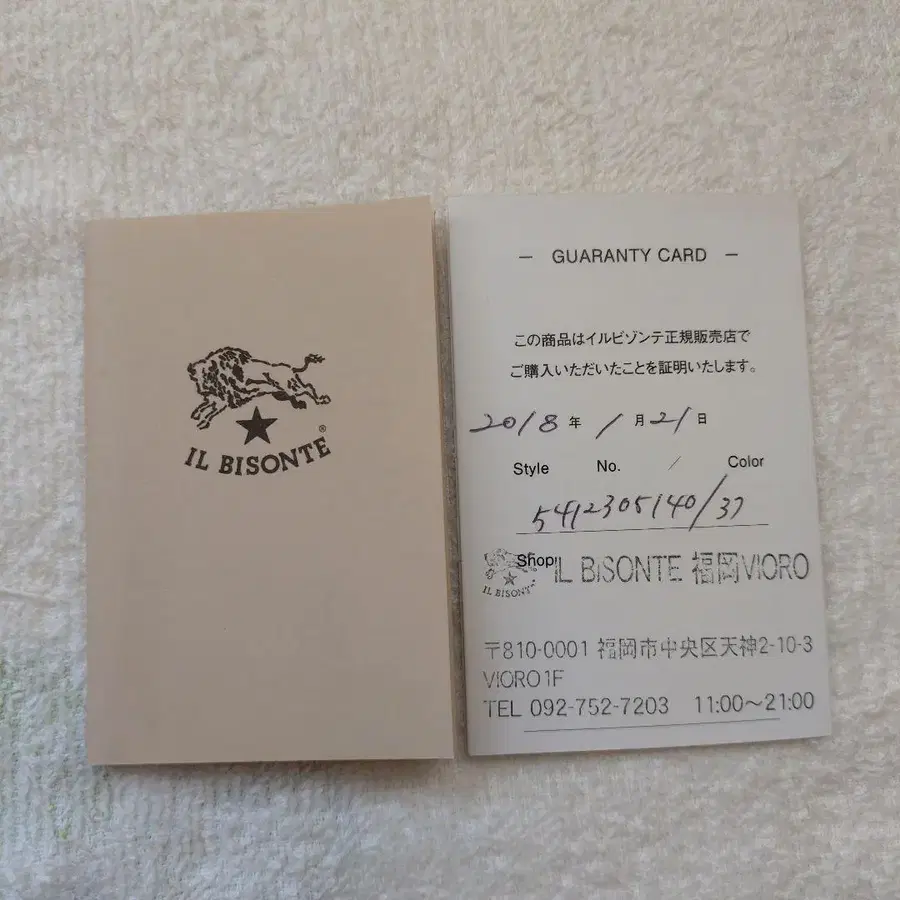 IL BISONTE®
— GUARANTY CARD —
この商品はイルビゾンテ正規販売店で
ご購入いただいたことを証明いたします。
2018年 1月21日
Style No. / Color
5412305140/37
IL BISONTE
Shop IL BISONTE 福岡VIORO
〒810-0001 福岡市中央区天神2-10-3
VIORO1F
TEL 092-752-7203 11:00～21:00